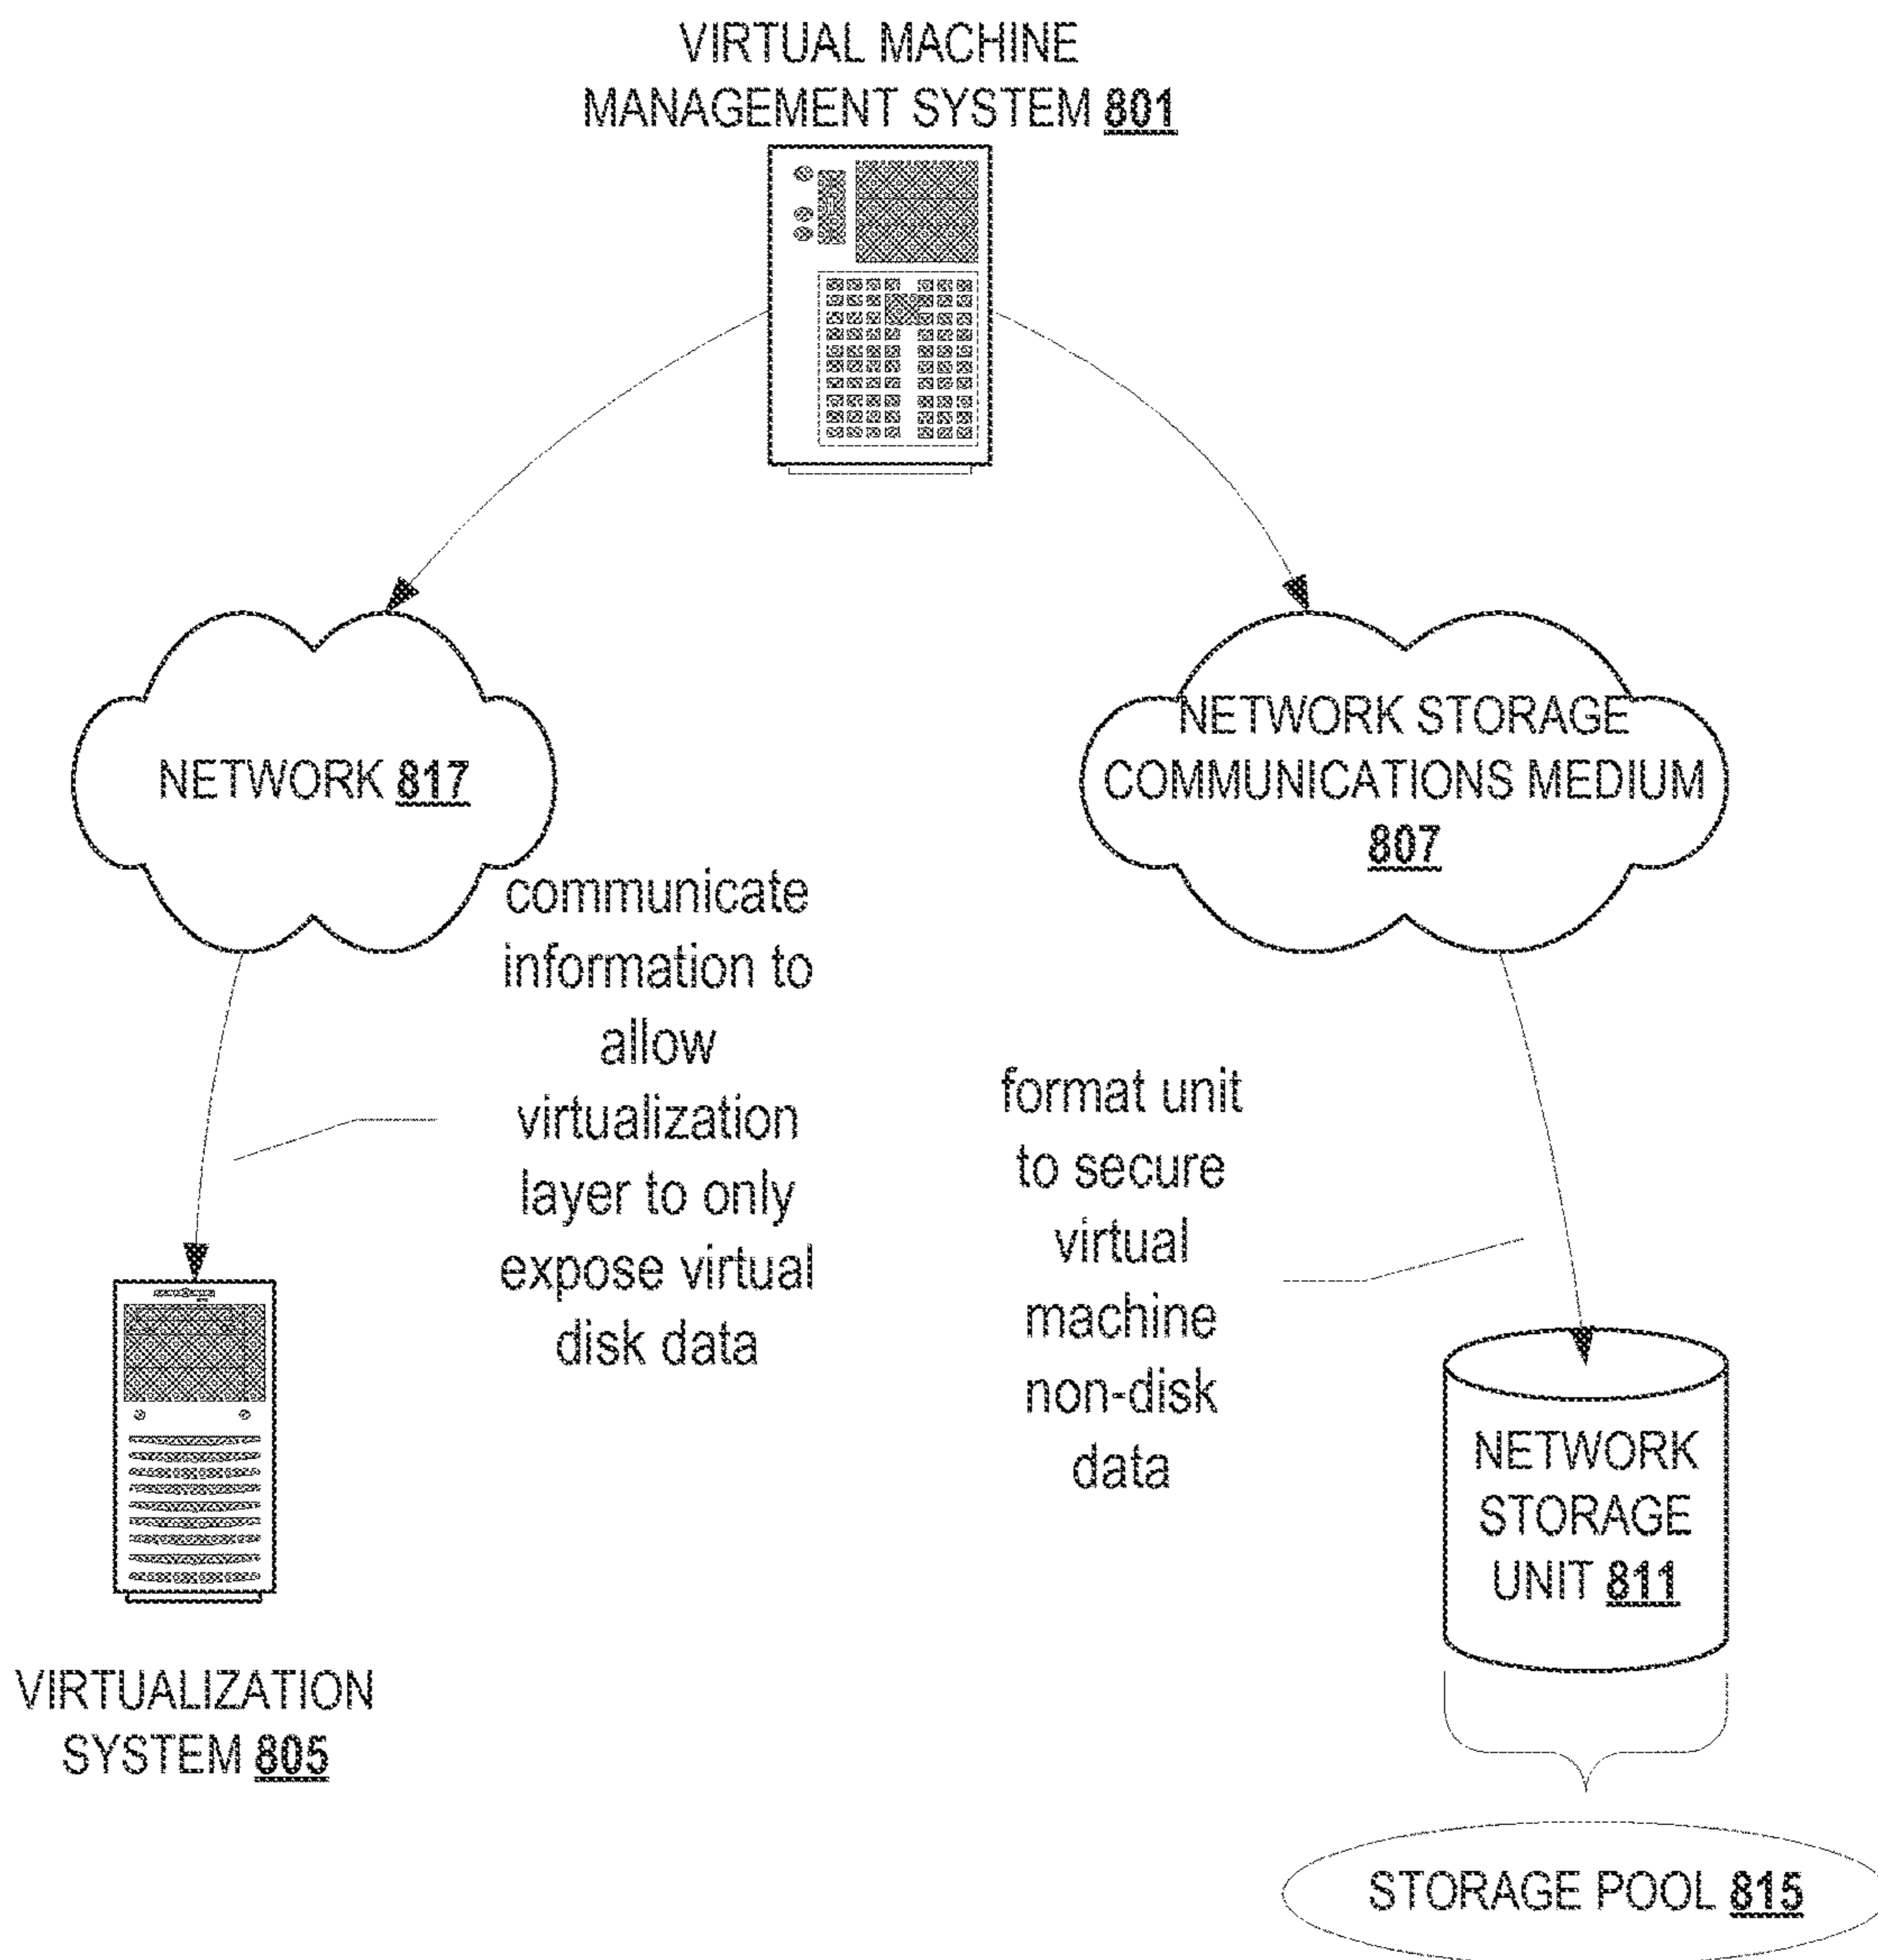 VIRTUAL MACHINE
MANAGEMENT SYSTEM 801
NETWORK 817
NETWORK STORAGE
COMMUNICATIONS MEDIUM
807
communicate
information to
allow
virtualization
layer to only
expose virtual
disk data
format unit
to secure
virtual
machine
non-disk
data
NETWORK
STORAGE
UNIT 811
VIRTUALIZATION
SYSTEM 805
STORAGE POOL 815